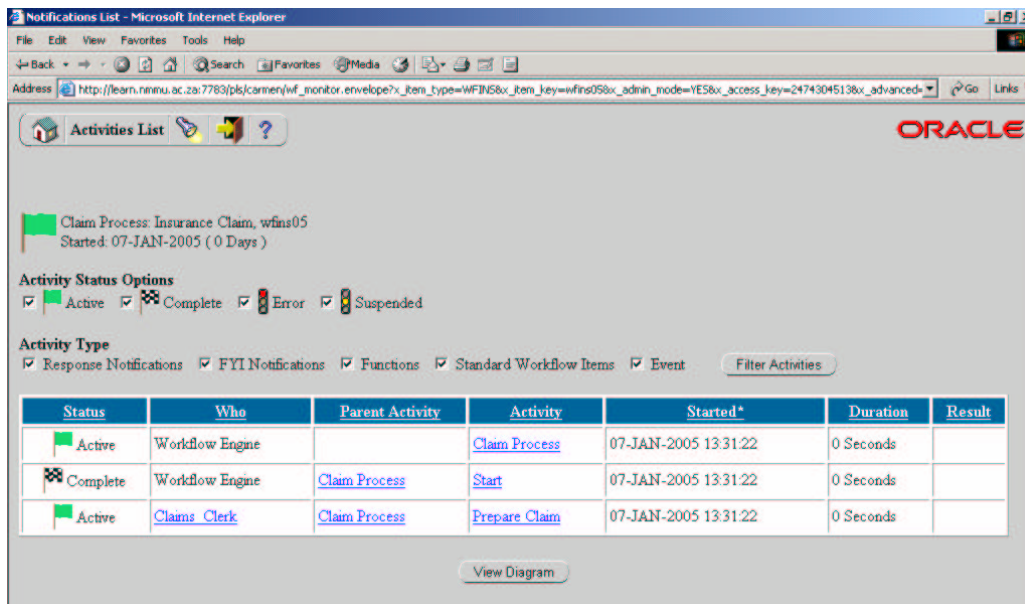 Notifications List - Microsoft Internet Explorer
File Edit View Favorites Tools Help
Back Search Favorites Media
Address http://learn.nmmu.ac.za:7783/pls/carmen/wf_monitor.envelope?x_item_type=WFINS&x_item_key=wfins05&x_admin_mode=YES&x_access_key=2474304513&x_advanced= Go Links
Activities List ?
ORACLE
Claim Process: Insurance Claim, wfins05
Started: 07-JAN-2005 ( 0 Days )
Activity Status Options
Active Complete Error Suspended
Activity Type
Response Notifications FYI Notifications Functions Standard Workflow Items Event Filter Activities
Status Who Parent Activity Activity Started* Duration Result
Active Workflow Engine Claim Process 07-JAN-2005 13:31:22 0 Seconds
Complete Workflow Engine Claim Process Start 07-JAN-2005 13:31:22 0 Seconds
Active Claims_Clerk Claim Process Prepare Claim 07-JAN-2005 13:31:22 0 Seconds
View Diagram